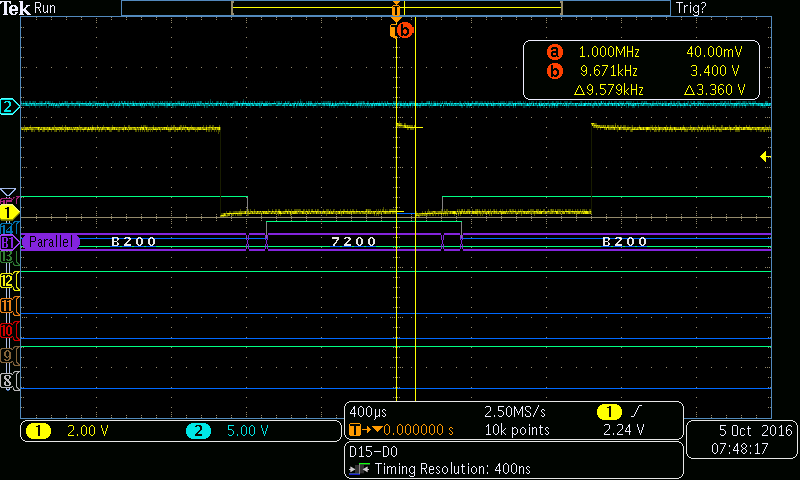 Tek Run Trig?
T
T b
a 1.000MHz 40.00mV
b 9.671kHz 3.400 V
△9.579kHz △3.360 V
2
1
14
B1 Parallel B200 7200 B200
13
12
11
10
9
8
400µs 2.50MS/s 1
T 0.000000 s 10k points 2.24 V
1 2.00 V 2 5.00 V
D15-D0
Timing Resolution: 400ns
5 Oct 2016
07:48:17